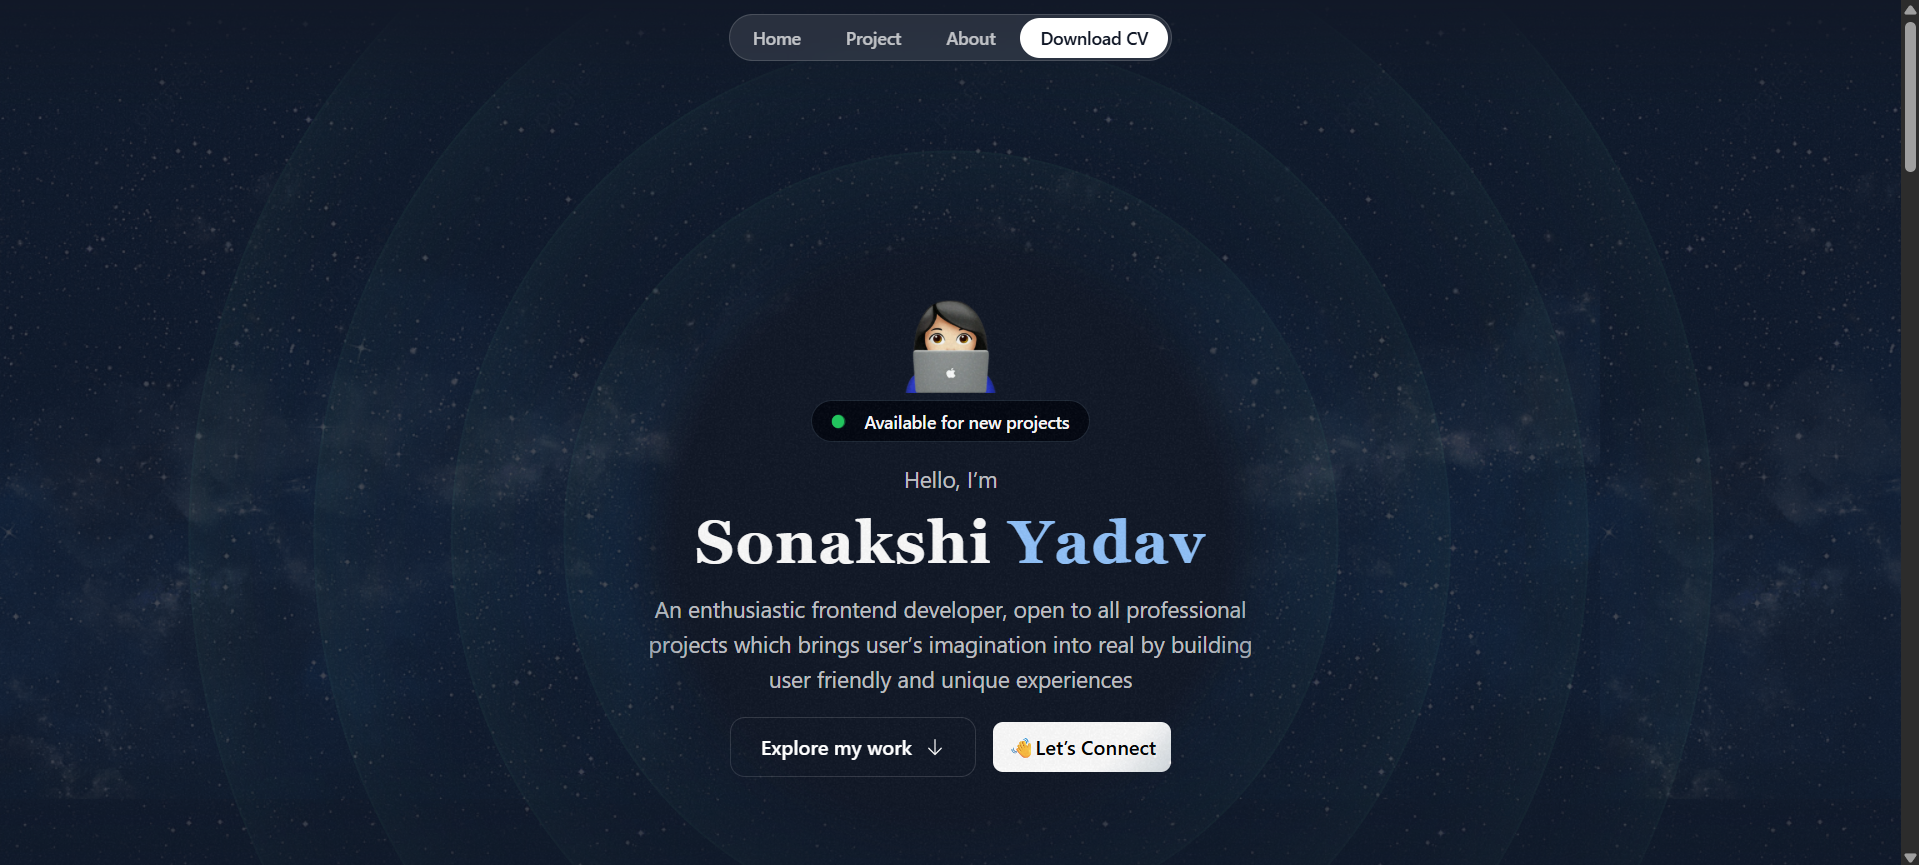 Home Project About Download CV
Available for new projects
Hello, I’m
Sonakshi Yadav
An enthusiastic frontend developer, open to all professional
projects which brings user’s imagination into real by building
user friendly and unique experiences
Explore my work ↓ 👋 Let’s Connect